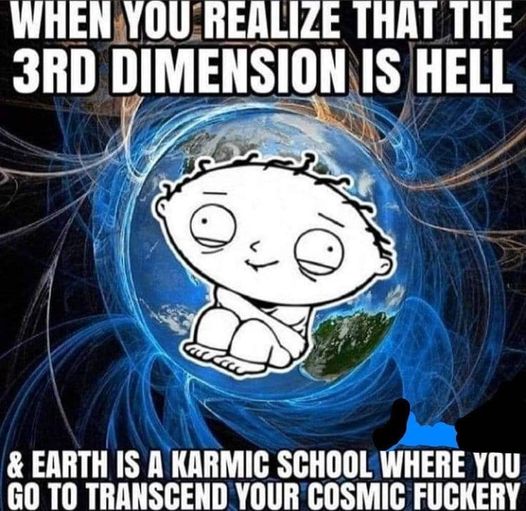 WHEN YOU REALIZE THAT THE
3RD DIMENSION IS HELL
& EARTH IS A KARMIC SCHOOL WHERE YOU
GO TO TRANSCEND YOUR COSMIC FUCKERY